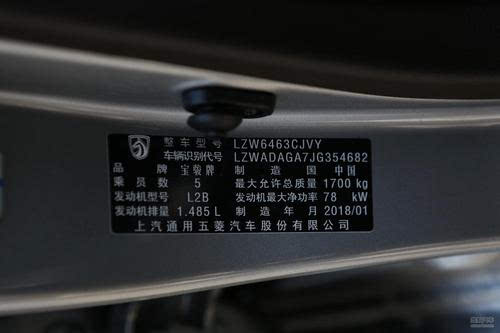 整车型号 LZW6463CJVY
车辆识别代号 LZWADAGA7JG354682
品牌 宝骏牌 制造国 中国
乘员数 5 最大允许总质量 1700 kg
发动机型号 L2B 发动机最大净功率 78 kW
发动机排量 1.485 L 制造年月 2018/01
上汽通用五菱汽车股份有限公司